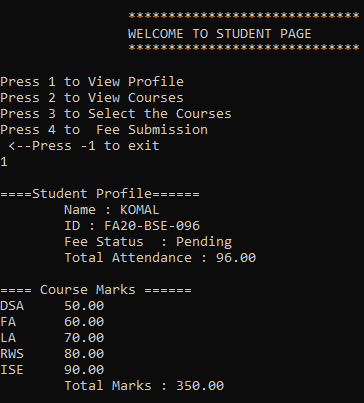 *****************************
WELCOME TO STUDENT PAGE
*****************************
Press 1 to View Profile
Press 2 to View Courses
Press 3 to Select the Courses
Press 4 to  Fee Submission
<--Press -1 to exit
1
====Student Profile======
Name : KOMAL
ID : FA20-BSE-096
Fee Status  : Pending
Total Attendance : 96.00
==== Course Marks ======
DSA     50.00
FA      60.00
LA      70.00
RWS     80.00
ISE     90.00
Total Marks : 350.00